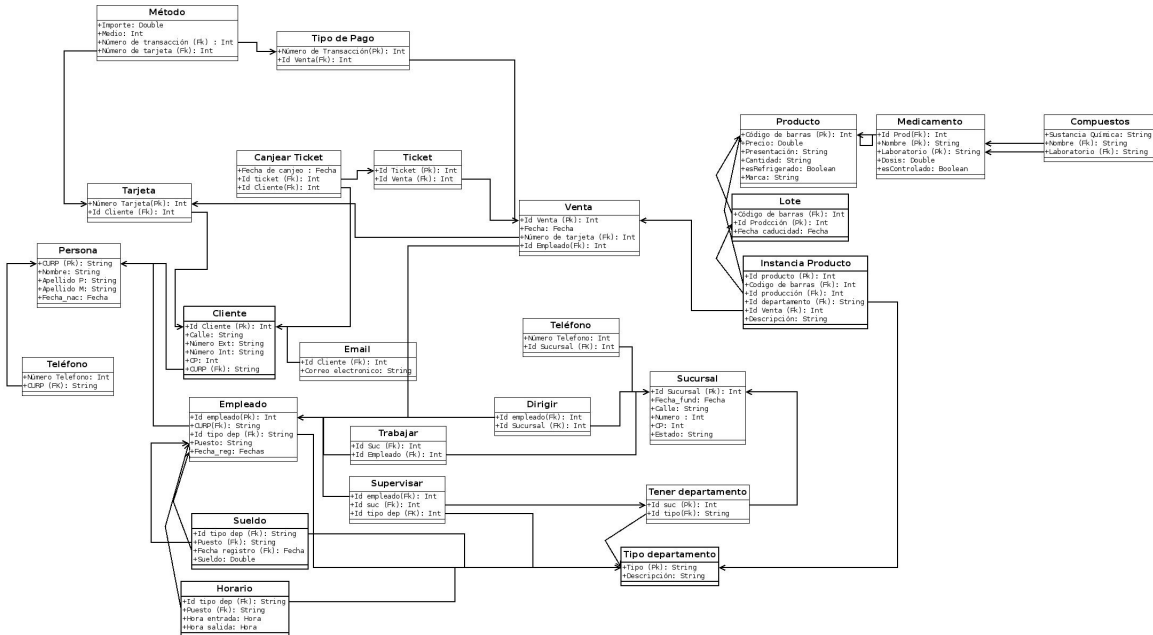 Método
+Importe: Double
+Medio: Int
+Número de transacción (Fk) : Int
+Número de tarjeta (Fk): Int
Tipo de Pago
+Número de Transacción(Pk): Int
+Id Venta(Fk): Int
Producto
+Código de barras (Pk): Int
+Precio: Double
+Presentación: String
+Cantidad: String
+esRefrigerado: Boolean
+Marca: String
Medicamento
+Id Prod(Fk): Int
+Nombre (Pk): String
+Laboratorio (Pk): String
+Dosis: Double
+esControlado: Boolean
Compuestos
+Sustancia Química: String
+Nombre (Fk): String
+Laboratorio (Fk): String
Canjear Ticket
+Fecha de canjeo : Fecha
+Id ticket (Fk): Int
+Id Cliente(Fk): Int
Ticket
+Id Ticket (Pk): Int
+Id Venta (Fk): Int
Tarjeta
+Número Tarjeta(Pk): Int
+Id Cliente (Fk): Int
Venta
+Id Venta (Pk): Int
+Fecha: Fecha
+Número de tarjeta (Fk): Int
+Id Empleado(Fk): Int
Lote
+Código de barras (Fk): Int
+Id Prodcción (Pk): Int
+Fecha caducidad: Fecha
Persona
+CURP (Pk): String
+Nombre: String
+Apellido P: String
+Apellido M: String
+Fecha_nac: Fecha
Instancia Producto
+Id producto (Pk): Int
+Codigo de barras (Fk): Int
+Id producción (Fk): Int
+Id departamento (Fk): String
+Id Venta (Fk): Int
+Descripción: String
Cliente
+Id Cliente (Pk): Int
+Calle: String
+Número Ext: String
+Número Int: String
+CP: Int
+CURP (Fk): String
Email
+Id Cliente (Fk): Int
+Correo electronico: String
Teléfono
+Número Telefono: Int
+Id Sucursal (Fk): Int
Teléfono
+Número Telefono: Int
+CURP (FK): String
Sucursal
+Id Sucursal (Pk): Int
+Fecha_fund: Fecha
+Calle: String
+Numero : Int
+CP: Int
+Estado: String
Empleado
+Id empleado(Pk): Int
+CURP(Fk): String
+Id tipo dep (Fk): String
+Puesto: String
+Fecha_reg: Fechas
Dirigir
+Id empleado(Fk): Int
+Id Sucursal (FK): Int
Trabajar
+Id Suc (Fk): Int
+Id Empleado (Fk): Int
Supervisar
+Id empleado(Fk): Int
+Id suc (Fk): Int
+Id tipo dep (FK): Int
Tener departamento
+Id suc (Pk): Int
+Id tipo(Fk): String
Sueldo
+Id tipo dep (Fk): String
+Puesto (Fk): String
+Fecha registro (Fk): Fecha
+Sueldo: Double
Tipo departamento
+Tipo (Pk): String
+Descripción: String
Horario
+Id tipo dep (Fk): String
+Puesto (Fk): String
+Hora entrada: Hora
+Hora salida: Hora